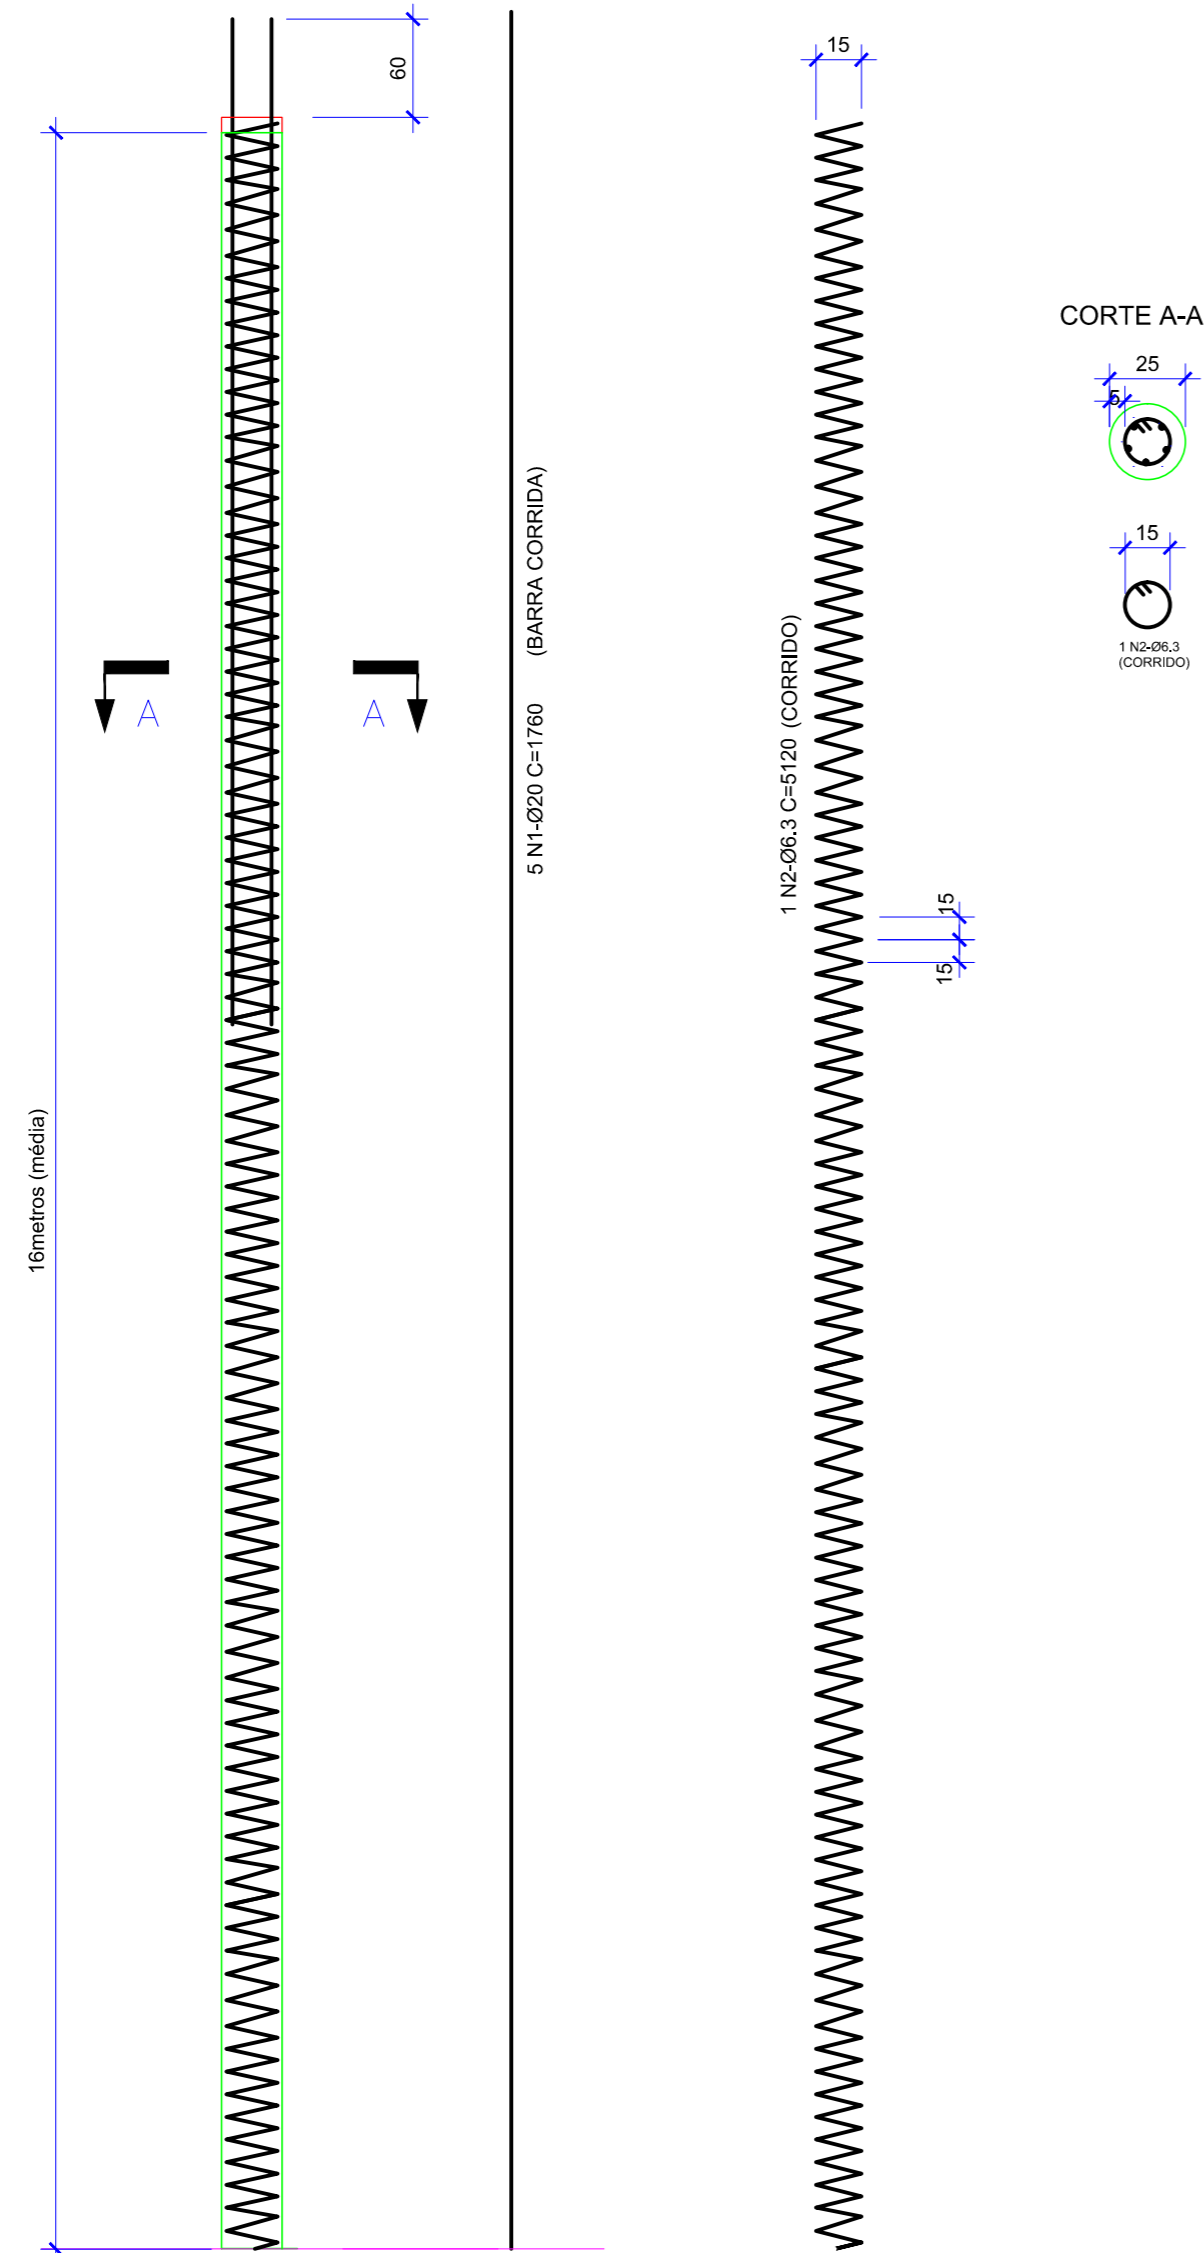 60
15
CORTE A-A
25
5
15
1 N2-Ø6.3
(CORRIDO)
A
A
5 N1-Ø20 C=1760 (BARRA CORRIDA)
1 N2-Ø6.3 C=5120 (CORRIDO)
15
15
16metros (média)